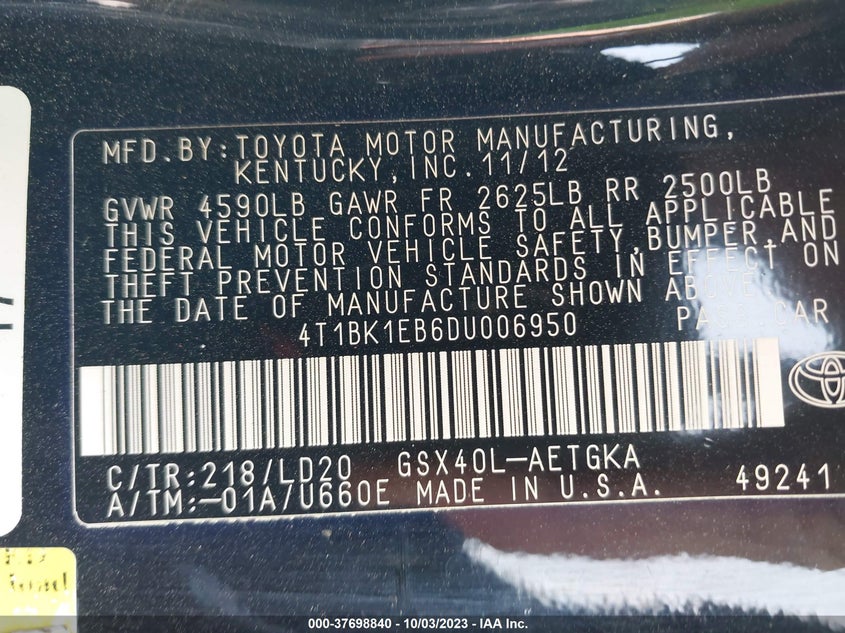 MFD.BY: TOYOTA MOTOR MANUFACTURING,
KENTUCKY, INC. 11/12
GVWR 4590LB GAWR FR 2625LB RR 2500LB
THIS VEHICLE CONFORMS TO ALL APPLICABLE
FEDERAL MOTOR VEHICLE SAFETY, BUMPER, AND
THEFT PREVENTION STANDARDS IN EFFECT ON
THE DATE OF MANUFACTURE SHOWN ABOVE.
4T1BK1EB6DU006950 PASS.CAR
C/TR:218/LD20 GSX40L-AETGKA
A/TM:-01A/U660E MADE IN U.S.A. 49241
000-37698840 - 10/03/2023 - IAA Inc.